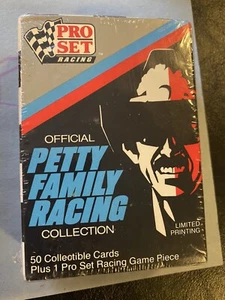 PRO
SET
RACING
OFFICIAL
PETTY
FAMILY
RACING
COLLECTION
LIMITED
PRINTING
50 Collectible Cards
Plus 1 Pro Set Racing Game Piece